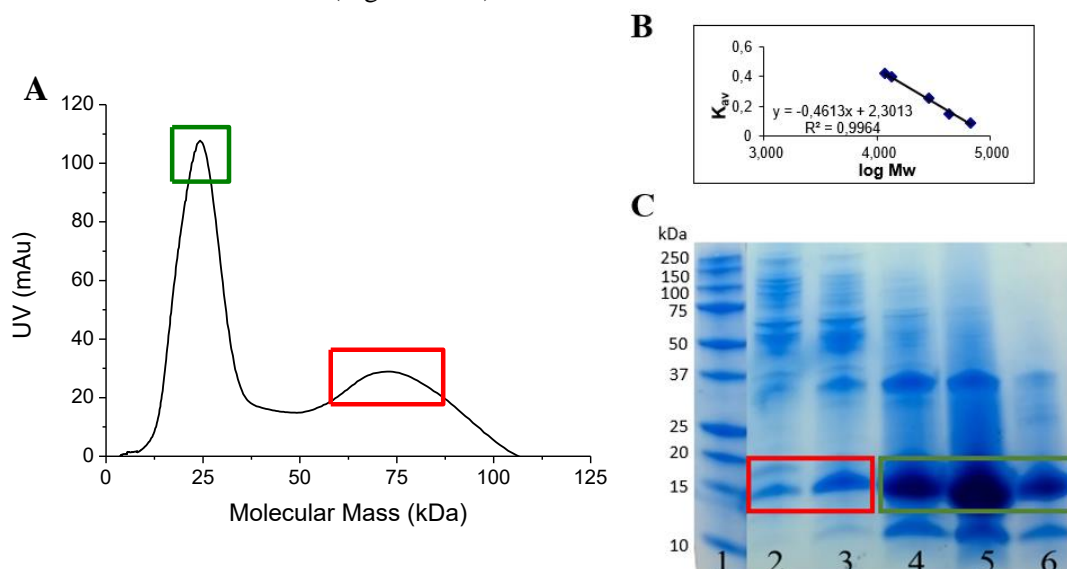 A
UV (mAu)
120
100
80
60
40
20
0
0 25 50 75 100 125
Molecular Mass (kDa)
B
K av
0,6
0,4
0,2
0
y = -0,4613x + 2,3013
R² = 0,9964
3,000 4,000 5,000
log Mw
C
kDa
250
150
100
75
50
37
25
20
15
10
1 2 3 4 5 6